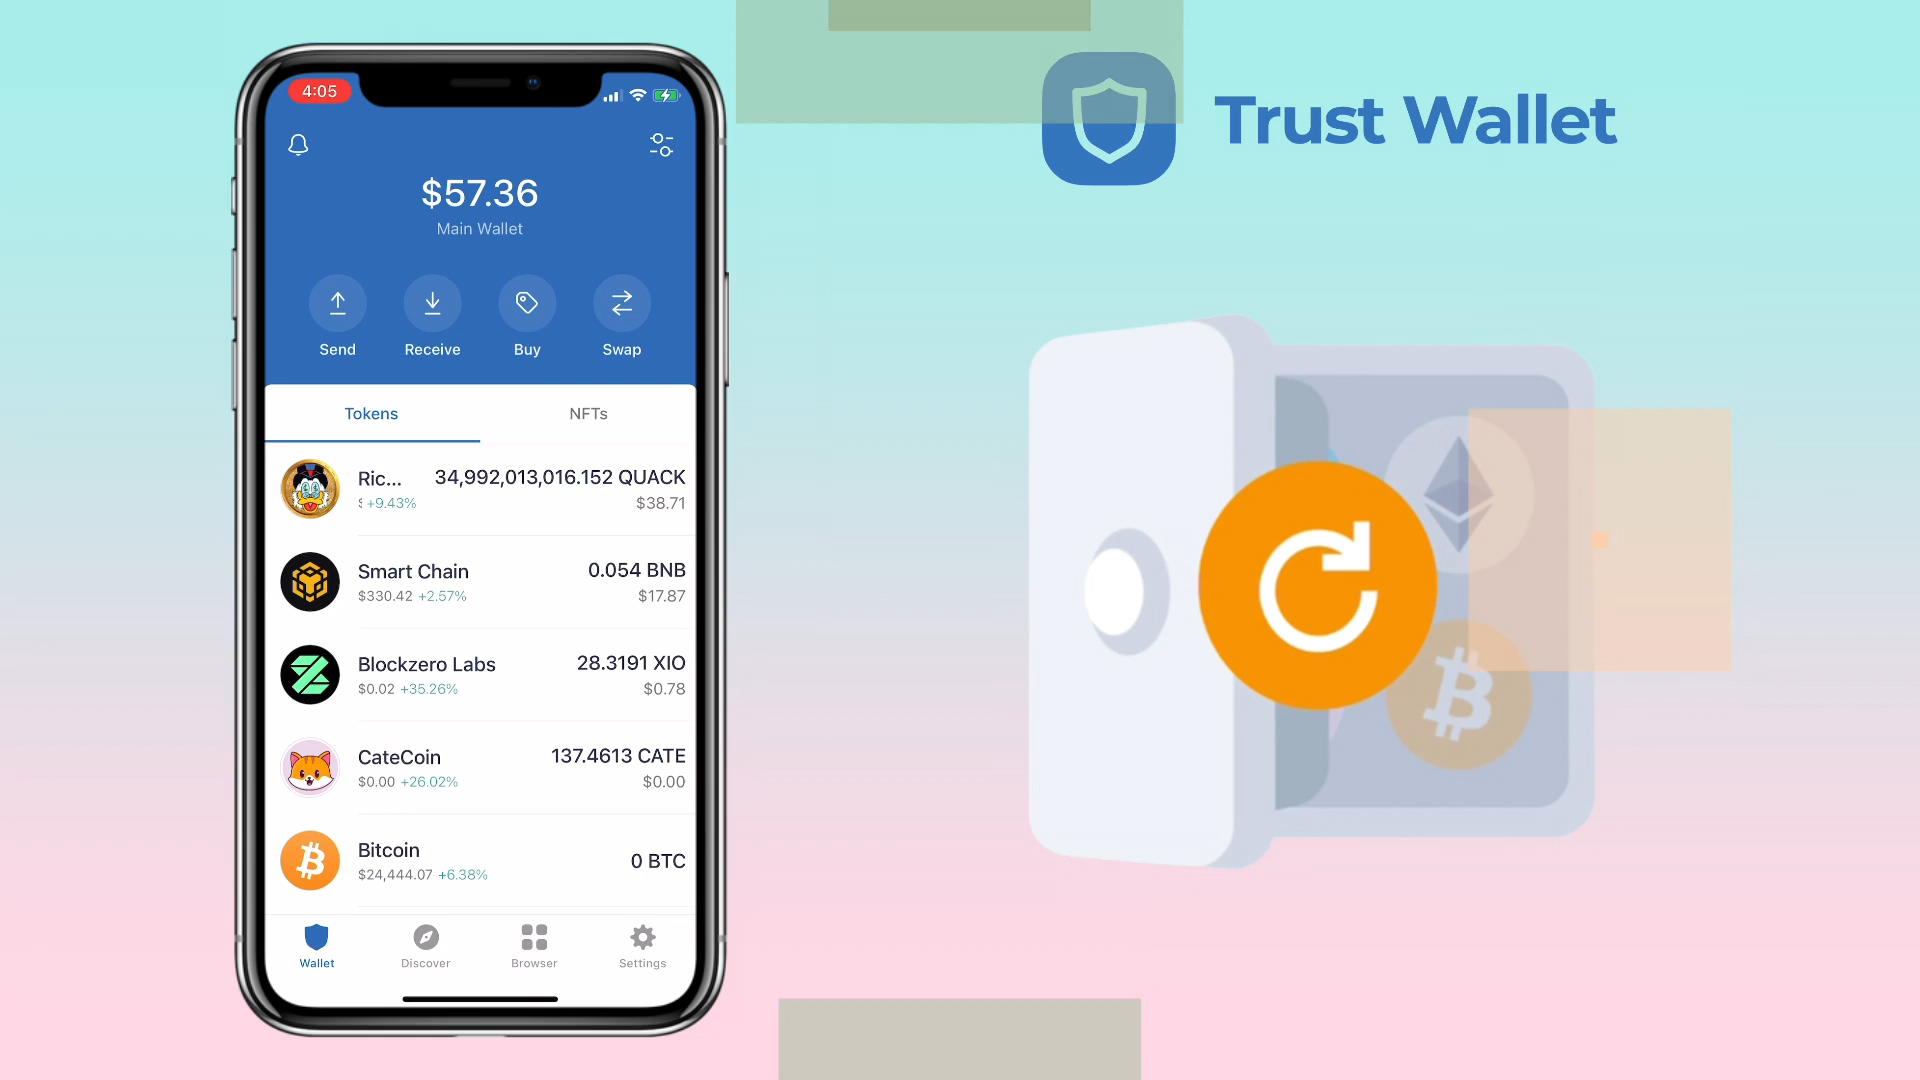 4:05
Trust Wallet
$57.36
Main Wallet
Send
Receive
Buy
Swap
Tokens
NFTs
Ric... 34,992,013,016.152 QUACK
$ +9.43% $38.71
Smart Chain 0.054 BNB
$330.42 +2.57% $17.87
Blockzero Labs 28.3191 XIO
$0.02 +35.26% $0.78
CateCoin 137.4613 CATE
$0.00 +26.02% $0.00
Bitcoin 0 BTC
$24,444.07 +6.38%
Wallet
Discover
Browser
Settings